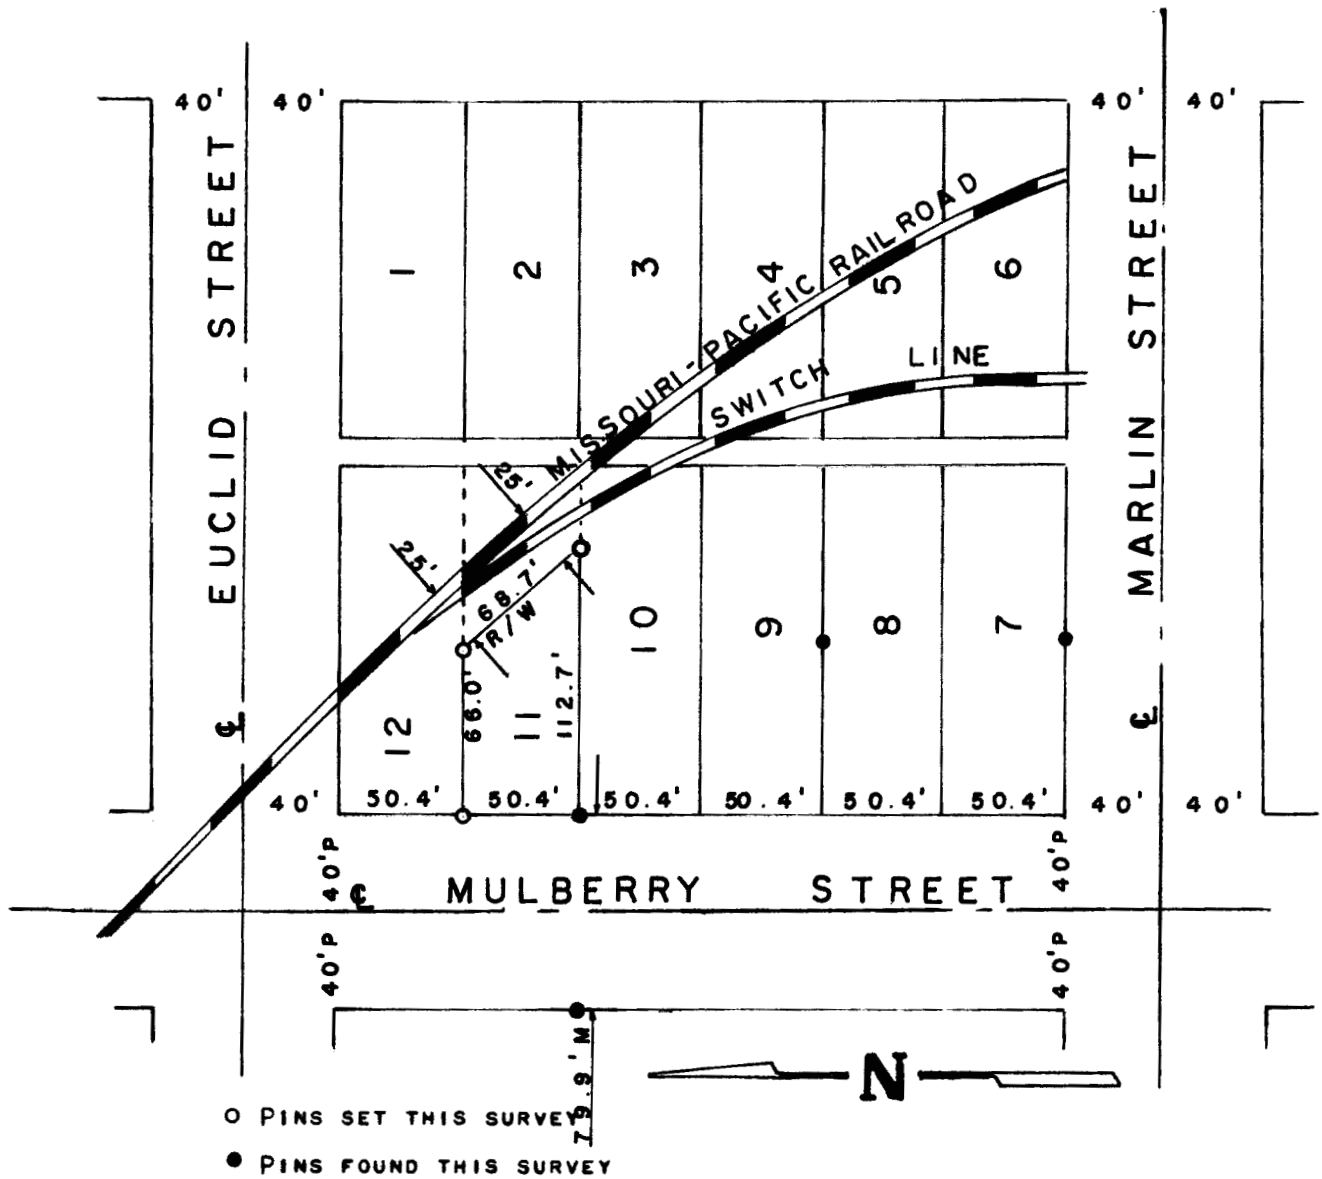 40' 40' 40' 40'
EUCLID STREET
MARLIN STREET
1 2 3 4 5 6
MISSOURI-PACIFIC RAILROAD
SWITCH LINE
25'
25'
68.7'
R/W
12 11 10 9 8 7
66.0'
112.7'
℄ ℄
40' 50.4' 50.4' 50.4' 50.4' 50.4' 50.4' 40' 40'
40'P 40'P
℄ MULBERRY STREET
40'P 40'P
79.9'M
N
PINS SET THIS SURVEY
PINS FOUND THIS SURVEY